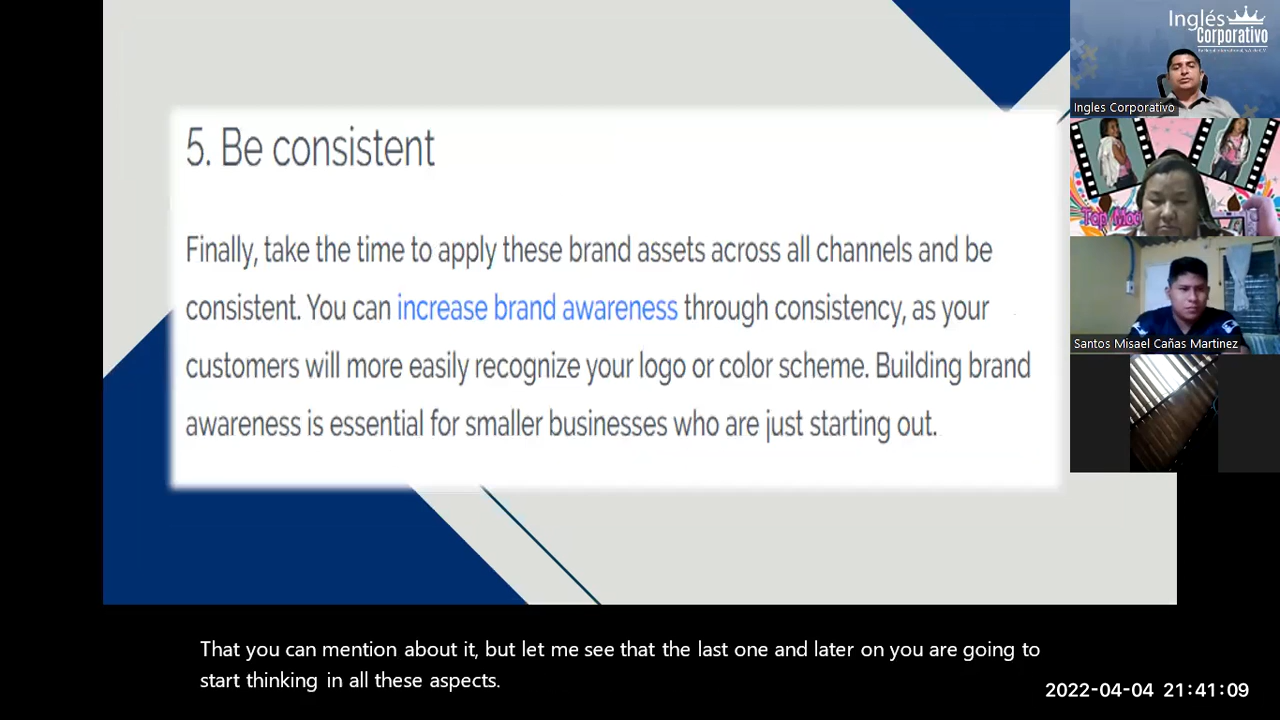 5. Be consistent
Finally, take the time to apply these brand assets across all channels and be
consistent. You can increase brand awareness through consistency, as your
customers will more easily recognize your logo or color scheme. Building brand
awareness is essential for smaller businesses who are just starting out.
Inglés
Corporativo
Ingles Corporativo
Santos Misael Cañas Martinez
That you can mention about it, but let me see that the last one and later on you are going to
start thinking in all these aspects.
2022-04-04 21:41:09